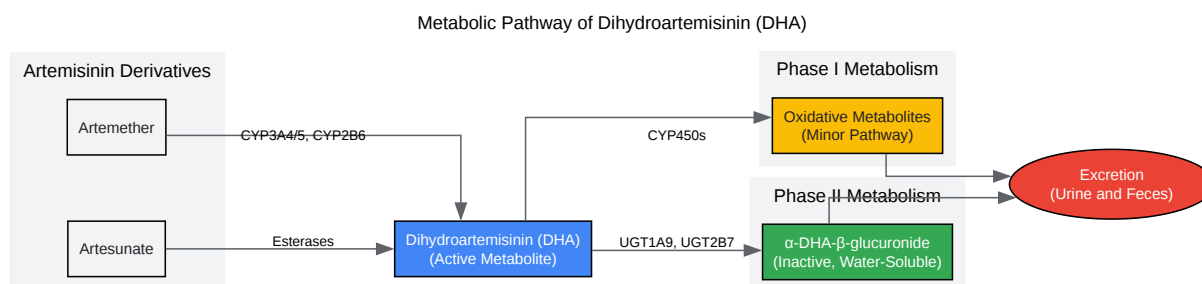 Metabolic Pathway of Dihydroartemisinin (DHA)
Artemisinin Derivatives
Artemether
Artesunate
CYP3A4/5, CYP2B6
Esterases
Dihydroartemisinin (DHA)
(Active Metabolite)
CYP450s
UGT1A9, UGT2B7
Phase I Metabolism
Oxidative Metabolites
(Minor Pathway)
Phase II Metabolism
α-DHA-β-glucuronide
(Inactive, Water-Soluble)
Excretion
(Urine and Feces)